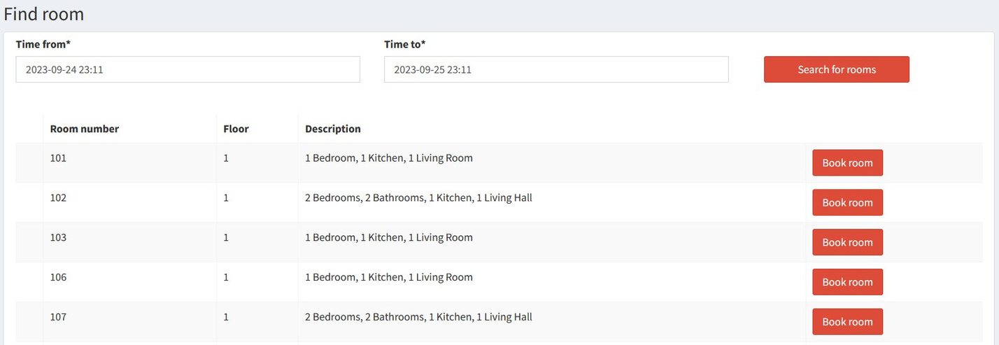 Find room
Time from* Time to*
2023-09-24 23:11 2023-09-25 23:11 Search for rooms
Room number Floor Description
101 1 1 Bedroom, 1 Kitchen, 1 Living Room Book room
102 1 2 Bedrooms, 2 Bathrooms, 1 Kitchen, 1 Living Hall Book room
103 1 1 Bedroom, 1 Kitchen, 1 Living Room Book room
106 1 1 Bedroom, 1 Kitchen, 1 Living Room Book room
107 1 2 Bedrooms, 2 Bathrooms, 1 Kitchen, 1 Living Hall Book room